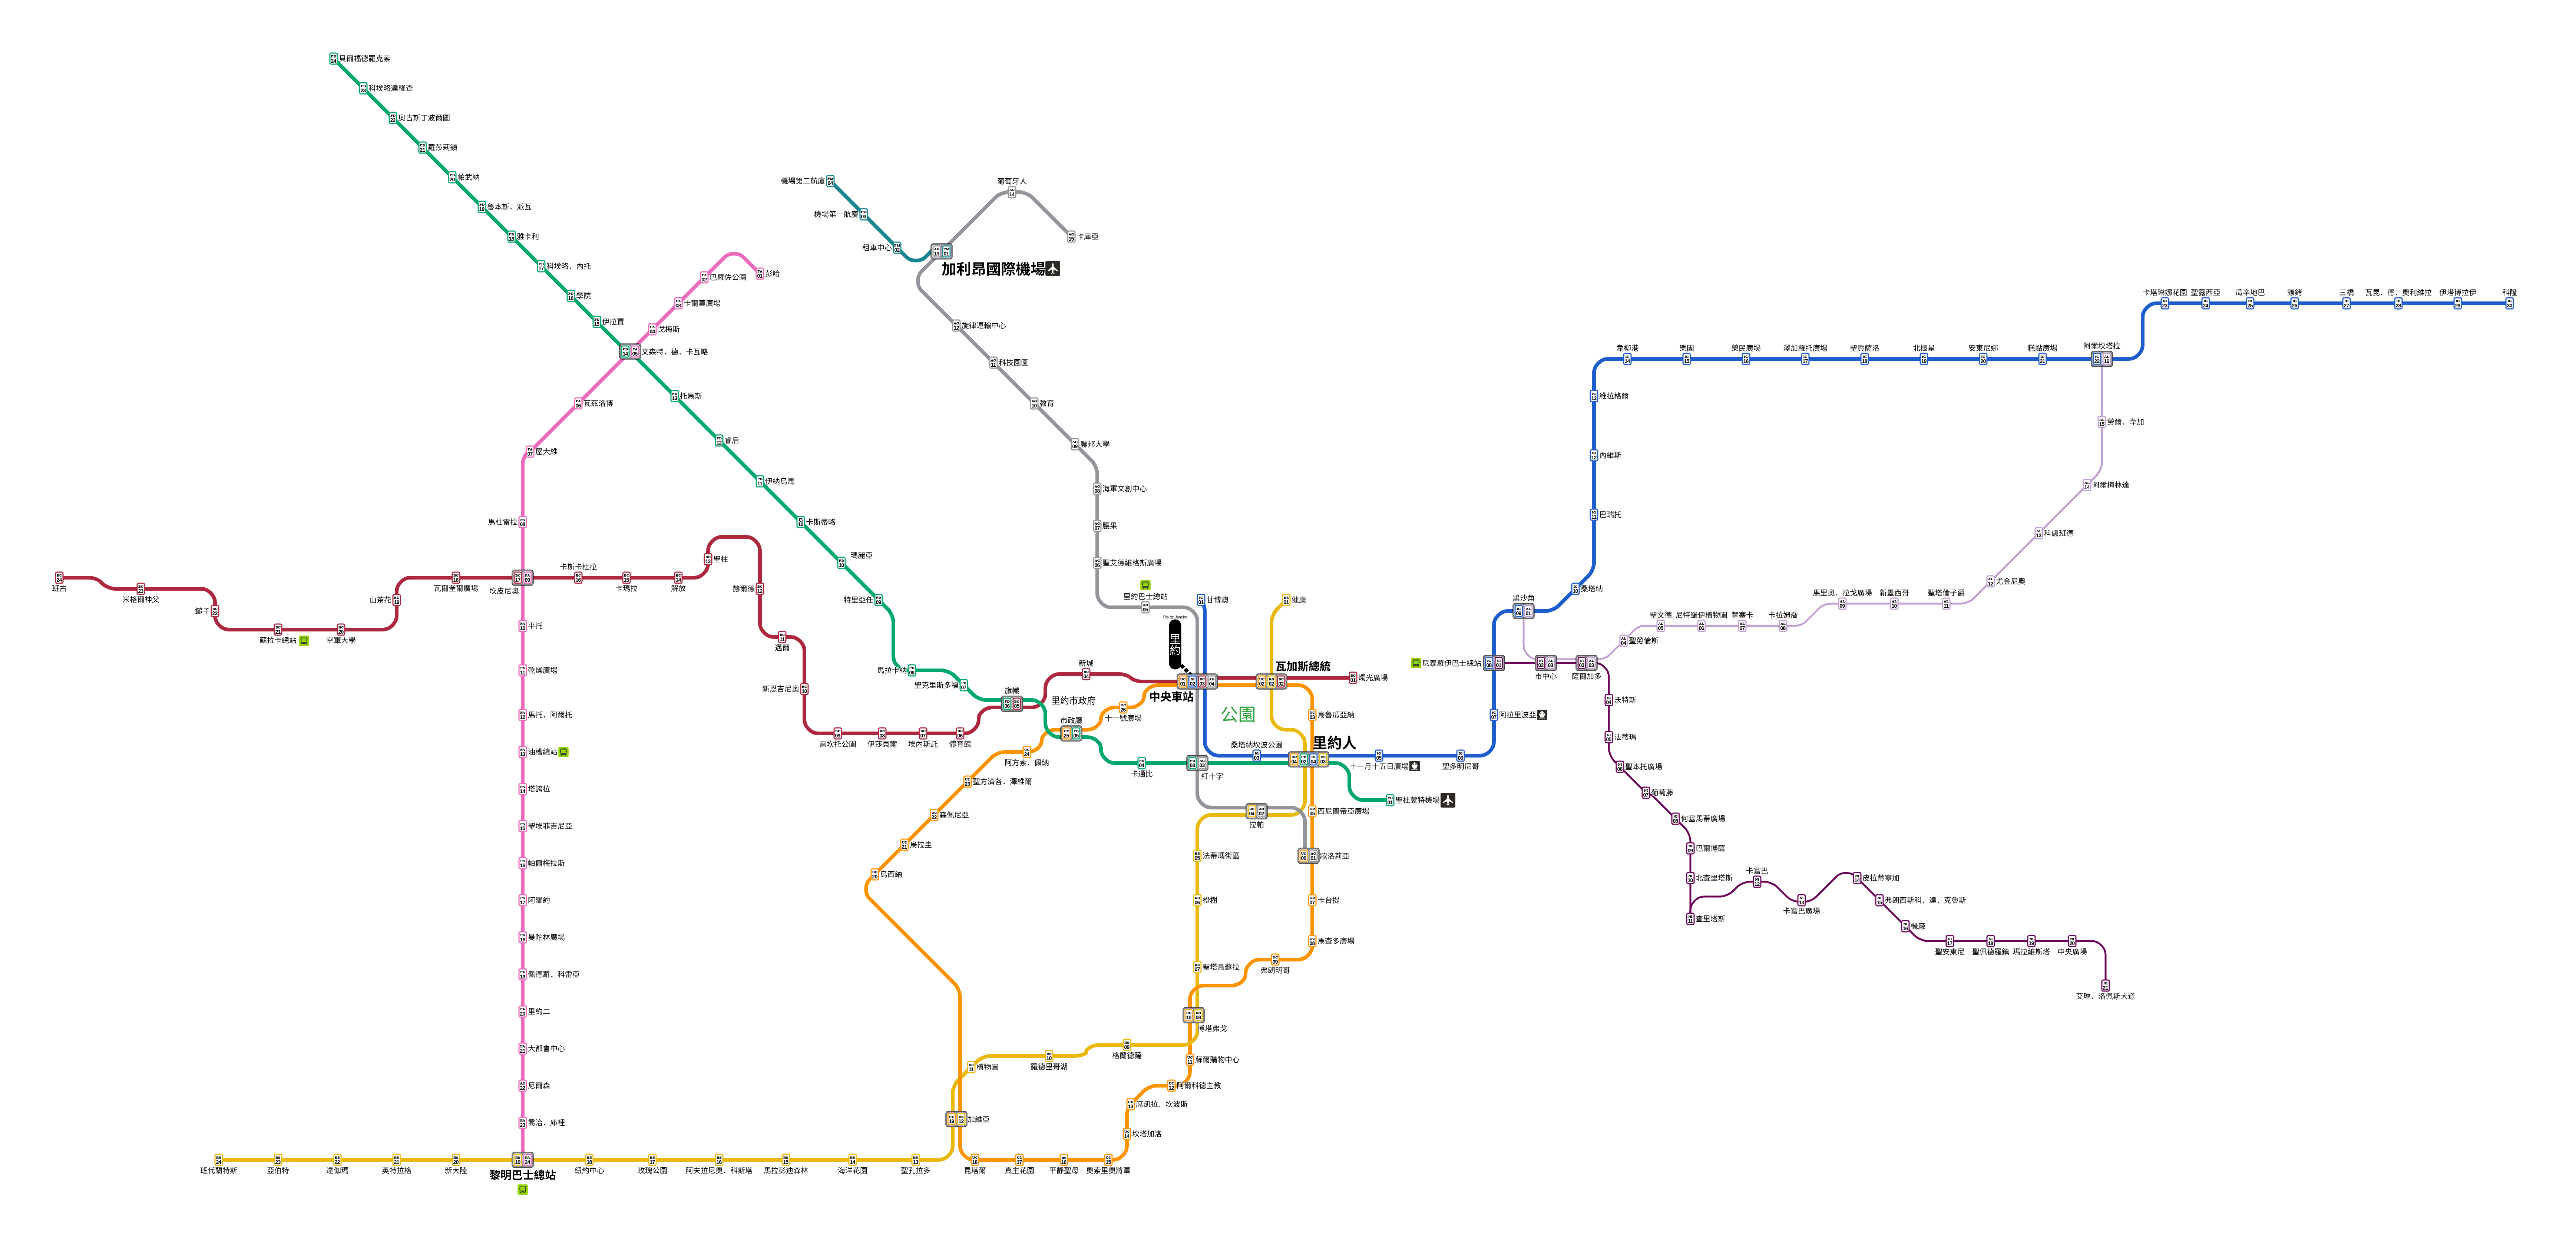 貝爾福德羅克索
科埃略達羅查
奧古斯丁波爾圖
羅莎莉鎮
帕武納
魯本斯．派瓦
雅卡利
科埃略．內托
學院
伊拉賈
文森特．德．卡瓦略
托馬斯
睿后
伊納烏馬
卡斯蒂略
瑪麗亞
特里亞任
馬拉卡納
聖克里斯多福
旗幟
里約市政府
市政廳
卡通比
紅十字
里約人
聖杜蒙特機場
彭哈
巴羅佐公園
卡爾莫廣場
戈梅斯
瓦茲洛博
屋大維
馬杜雷拉
坎皮尼奧
平托
乾燥廣場
馬托．阿爾托
油槽總站
塔誇拉
聖埃菲吉尼亞
帕爾梅拉斯
阿羅約
曼陀林廣場
佩德羅．科雷亞
里約二
大都會中心
尼爾森
喬治．庫裡
黎明巴士總站
機場第二航廈
機場第一航廈
租車中心
加利昂國際機場
葡萄牙人
卡庫亞
旋律運輸中心
科技園區
教育
聯邦大學
海軍文創中心
腰果
聖艾德維格斯廣場
里約巴士總站
Rio de Janeiro
里約
中央車站
班古
米格爾神父
鎚子
蘇拉卡總站
空軍大學
山茶花
瓦爾里爾廣場
卡斯卡杜拉
卡瑪拉
解放
聖柱
赫爾德
邁爾
新恩吉尼奧
雷坎托公園
伊莎貝爾
埃內斯託
體育館
新城
瓦加斯總統
燭光廣場
甘博澳
健康
公園
桑塔納坎波公園
十一月十五日廣場
聖多明尼哥
阿拉里波亞
尼泰羅伊巴士總站
黑沙角
桑塔納
巴瑞托
內維斯
維拉格爾
韋柳港
樂園
榮民廣場
澤加羅托廣場
聖貢薩洛
北極星
安東尼娜
糕點廣場
阿爾坎塔拉
卡塔琳娜花園
聖露西亞
瓜辛地巴
鐐銬
三橋
瓦昆．德．奧利維拉
伊塔博拉伊
科隆
勞爾．韋加
阿爾梅林達
科盧班德
尤金尼奧
聖塔倫子爵
新墨西哥
馬里奧．拉戈廣場
卡拉姆喬
豐塞卡
尼特羅伊植物園
聖文德
聖勞倫斯
市中心
薩爾加多
沃特斯
法蒂瑪
聖本托廣場
葡萄藤
何塞馬蒂廣場
巴爾博薩
北查里塔斯
查里塔斯
卡富巴
卡富巴廣場
皮拉蒂寧加
弗朗西斯科．達．克魯斯
機廠
聖安東尼
聖佩德羅鎮
瑪拉維斯塔
中央廣場
艾琳．洛佩斯大道
烏魯瓜亞納
西尼蘭帝亞廣場
拉帕
歌洛莉亞
卡台提
馬查多廣場
弗朗明哥
法蒂瑪街區
橙樹
聖塔烏蘇拉
博塔弗戈
蘇爾購物中心
阿爾科德主教
席凱拉．坎波斯
坎塔加洛
奧索里奧將軍
平靜聖母
真主花園
昆塔爾
加維亞
植物園
羅德里哥湖
格蘭德薩
十一號廣場
阿方索．佩納
聖方濟各．澤維爾
森佩尼亞
烏拉圭
烏西納
班代蘭特斯
亞伯特
達伽瑪
英特拉格
新大陸
紐約中心
玫瑰公園
阿夫拉尼奧．科斯塔
馬拉彭迪森林
海洋花園
聖孔拉多